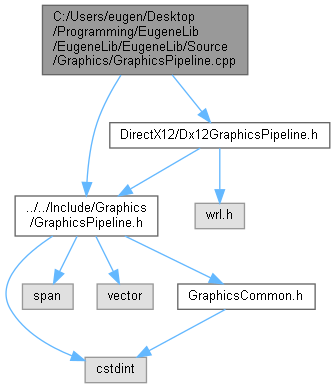 C:/Users/eugen/Desktop
/Programming/EugeneLib
/EugeneLib/EugeneLib/Source
/Graphics/GraphicsPipeline.cpp
DirectX12/Dx12GraphicsPipeline.h
../../Include/Graphics
/GraphicsPipeline.h
wrl.h
span
vector
GraphicsCommon.h
cstdint